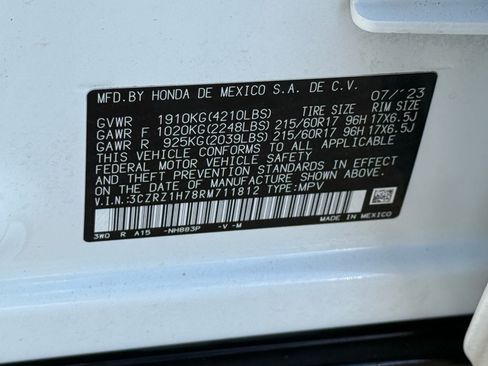 MFD.BY HONDA DE MEXICO S.A. DE C.V. 07/'23
GVWR 1910KG(4210LBS) TIRE SIZE RIM SIZE
GAWR F 1020KG(2248LBS) 215/60R17 96H 17X6.5J
GAWR R 925KG(2039LBS) 215/60R17 96H 17X6.5J
THIS VEHICLE CONFORMS TO ALL APPLICABLE
FEDERAL MOTOR VEHICLE SAFETY, BUMPER, AND
THEFT PREVENTION STANDARDS IN EFFECT ON THE
DATE OF MANUFACTURE SHOWN ABOVE.
V.I.N.:3CZRZ1H78RM711812 TYPE:MPV
3W0 R A15 -NH883P -V -M